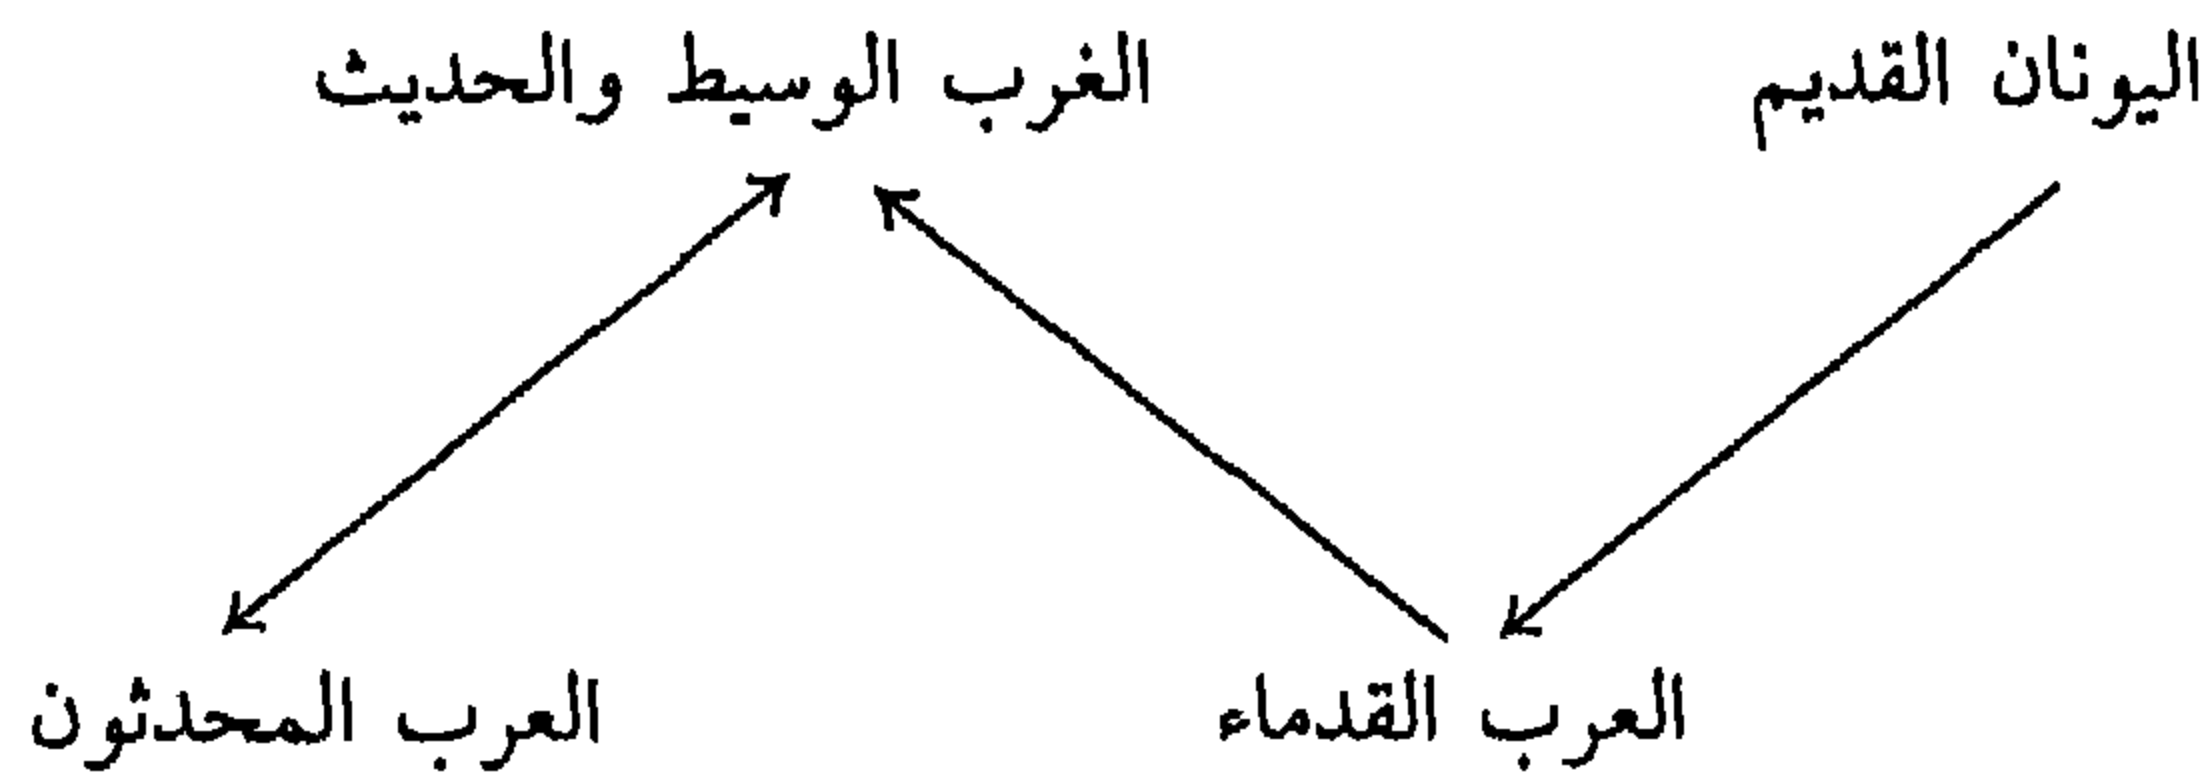 اليونان القديم
الغرب الوسيط والحديث
العرب القدماء
العرب المحدثون